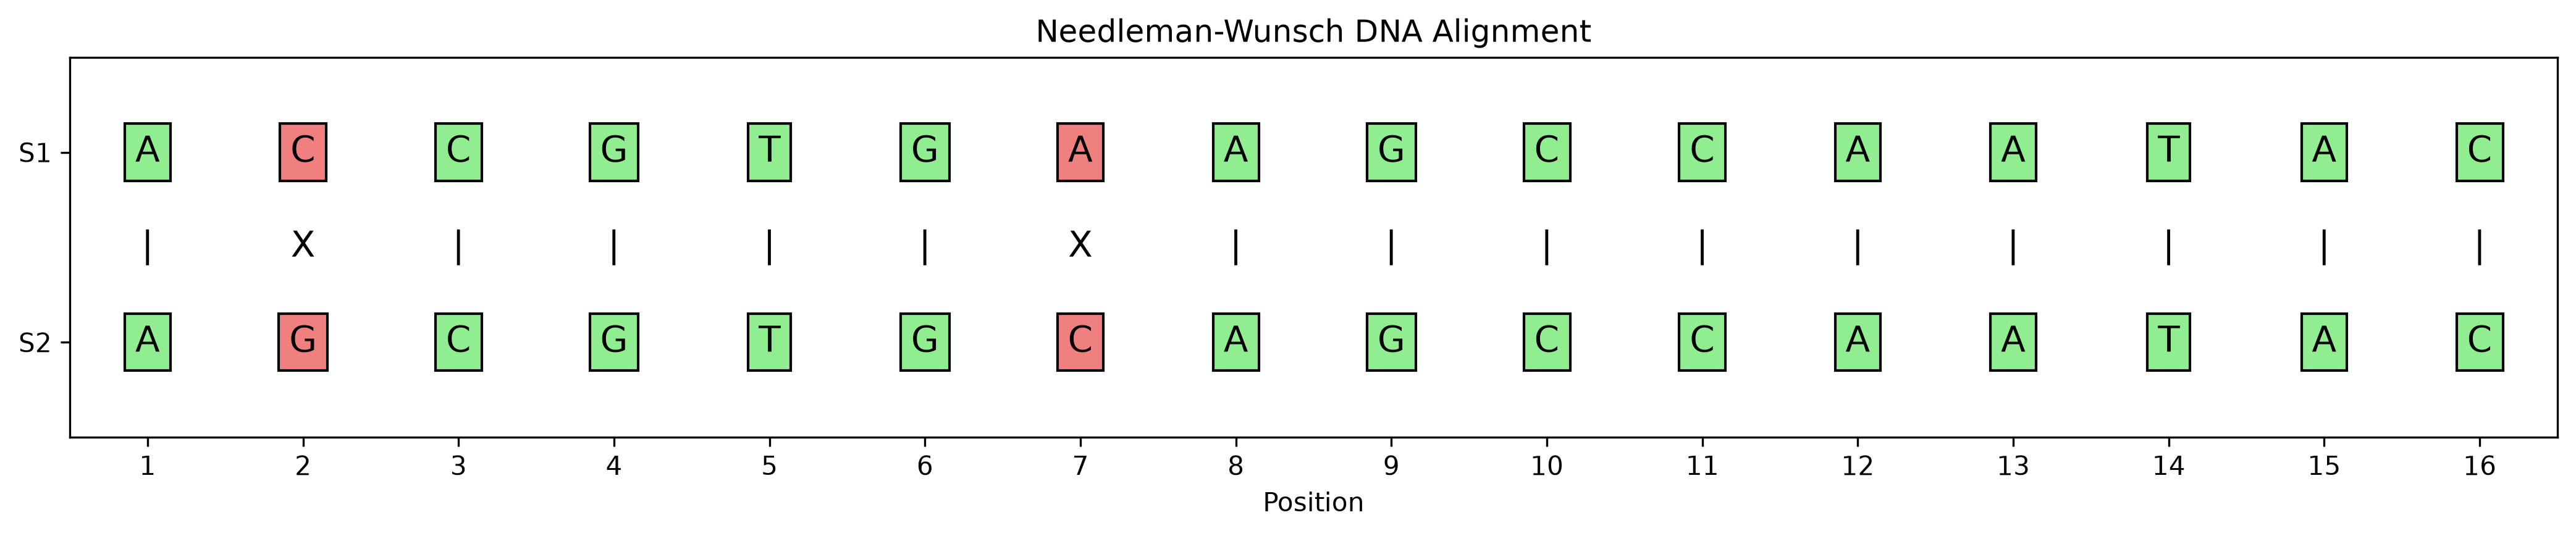 Needleman-Wunsch DNA Alignment
S1 A C C G T G A A G C C A A T A C
| X | | | | X | | | | | | | | |
S2 A G C G T G C A G C C A A T A C
1 2 3 4 5 6 7 8 9 10 11 12 13 14 15 16
Position